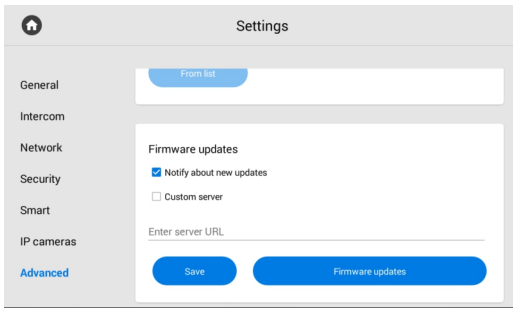 Settings
General
Intercom
Network
Security
Smart
IP cameras
Advanced
From list
Firmware updates
Notify about new updates
Custom server
Enter server URL
Save
Firmware updates